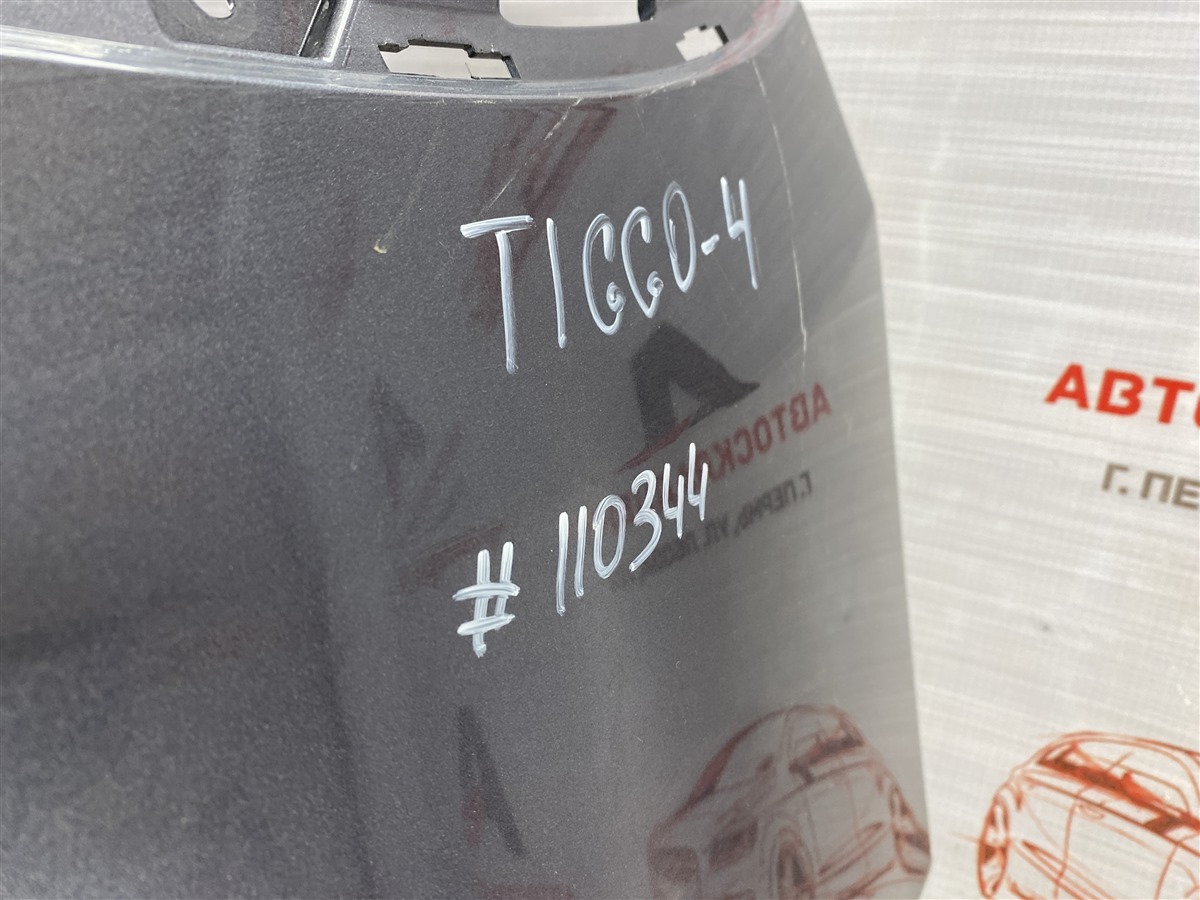 TIGGO-4
# 110344
АВТО
Г. ПЕ
АВТОСК
Г. ПЕРМЬ, УЛ.